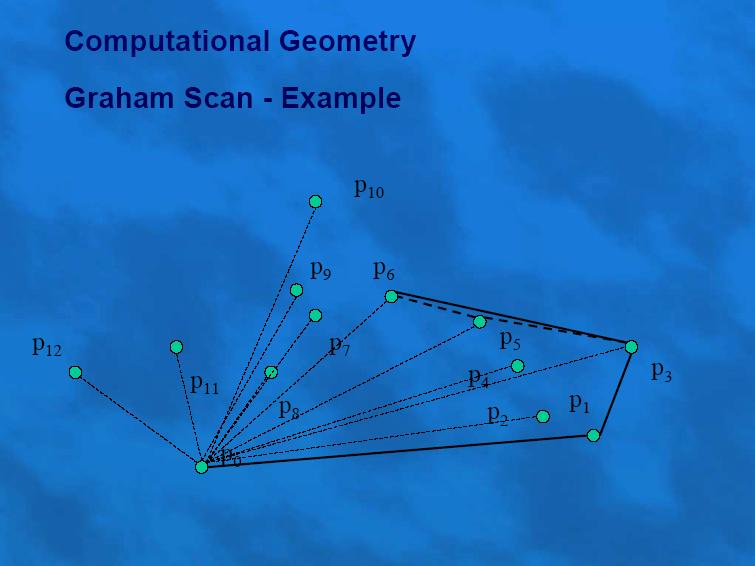 Computational Geometry
Graham Scan - Example
p10
p9 p6
p12 p7 p5
p11 p4 p3
p8 p2 p1
p0